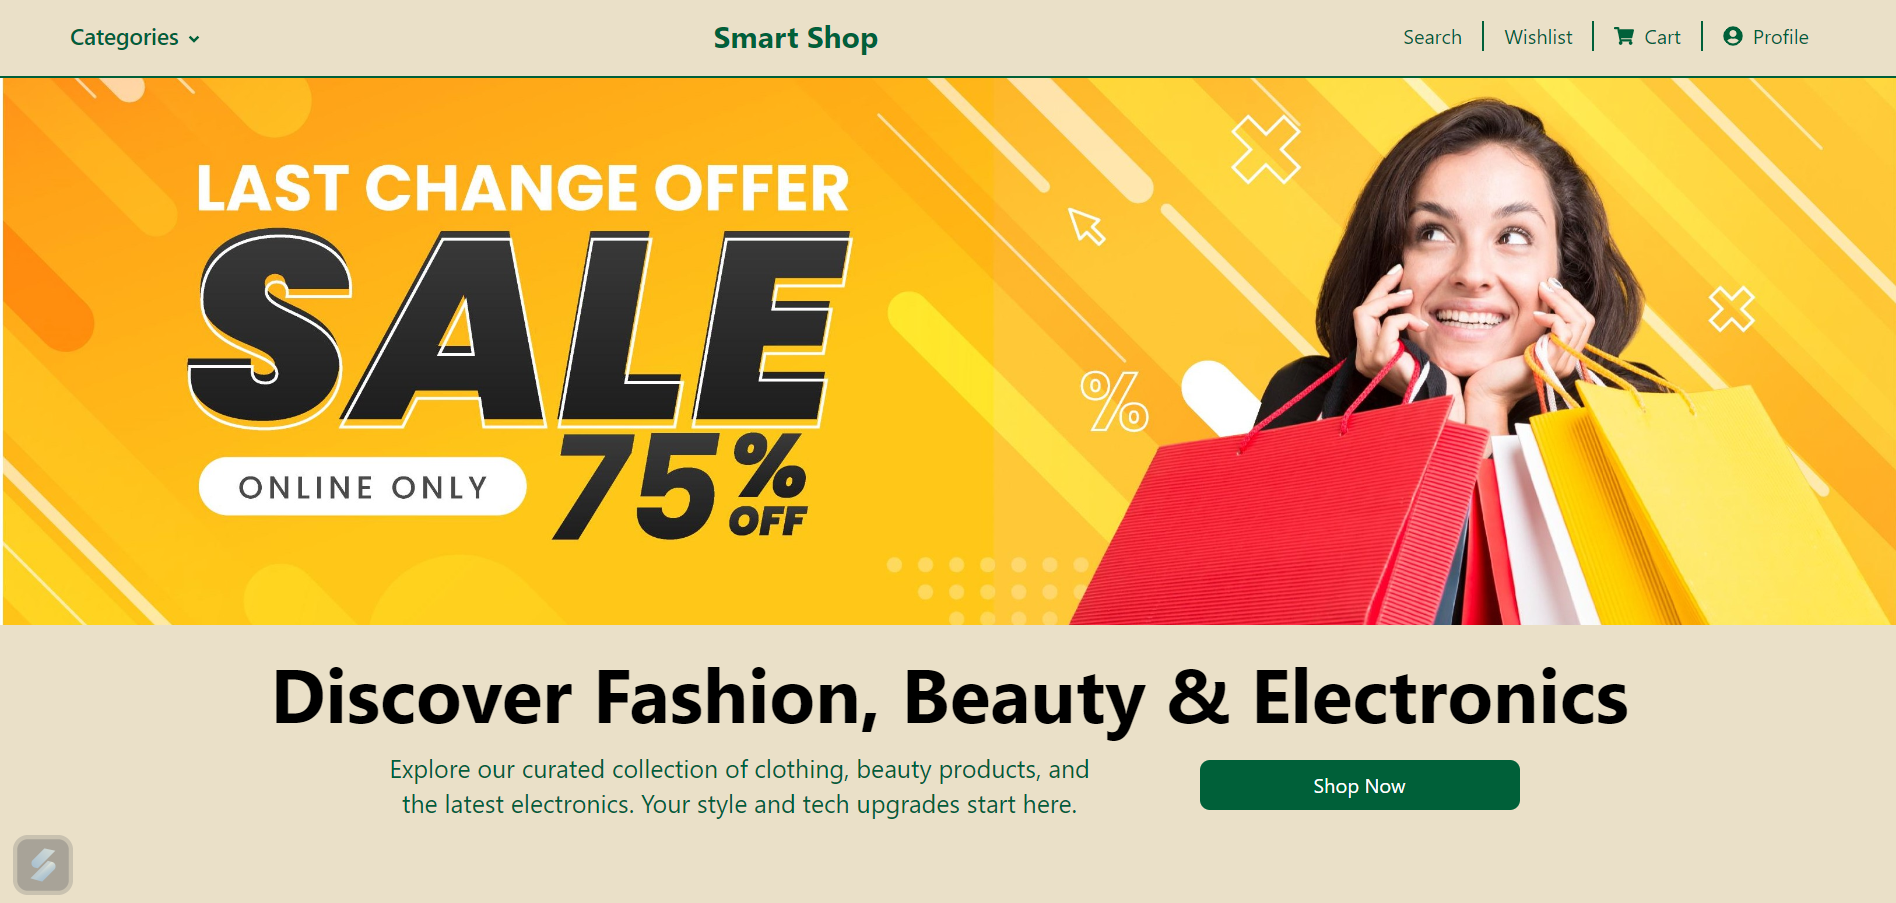 Categories
Smart Shop
Search
Wishlist
Cart
Profile
LAST CHANGE OFFER
SALE
ONLINE ONLY
75%
OFF
%
Discover Fashion, Beauty & Electronics
Explore our curated collection of clothing, beauty products, and
the latest electronics. Your style and tech upgrades start here.
Shop Now